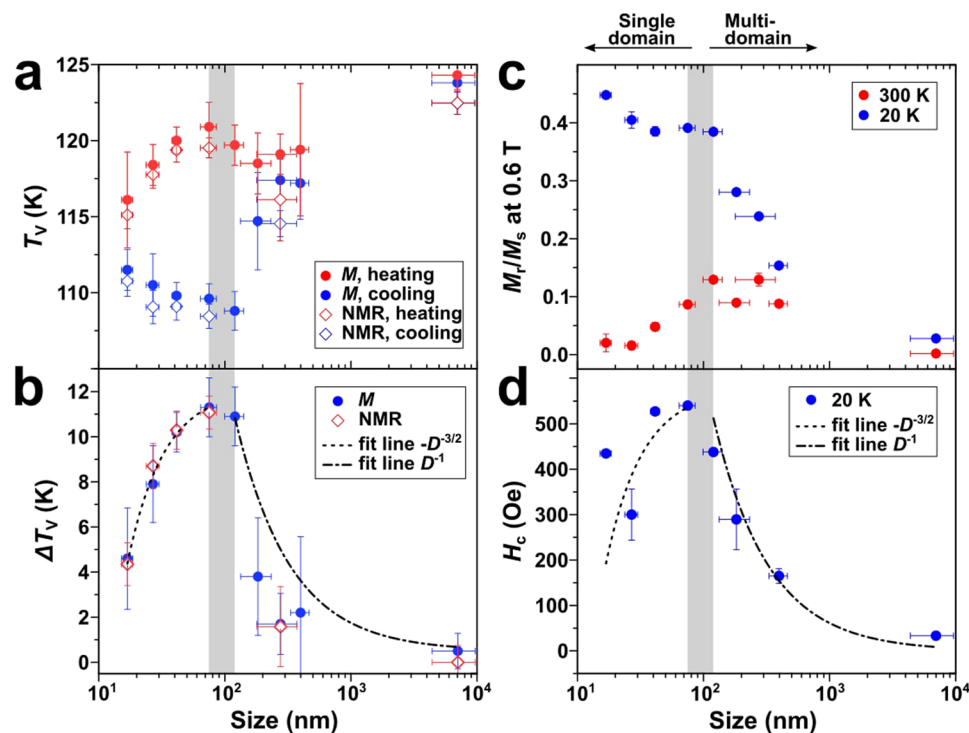 Single
domain
Multi-
domain
a
125
120
115
110
T_V (K)
M, heating
M, cooling
NMR, heating
NMR, cooling
b
12
10
8
6
4
2
0
ΔT_V (K)
M
NMR
fit line -D^-3/2
fit line D^-1
10^1
10^2
10^3
10^4
Size (nm)
c
0.4
0.3
0.2
0.1
0.0
M_r/M_s at 0.6 T
300 K
20 K
d
500
400
300
200
100
0
H_c (Oe)
20 K
fit line -D^-3/2
fit line D^-1
10^1
10^2
10^3
10^4
Size (nm)